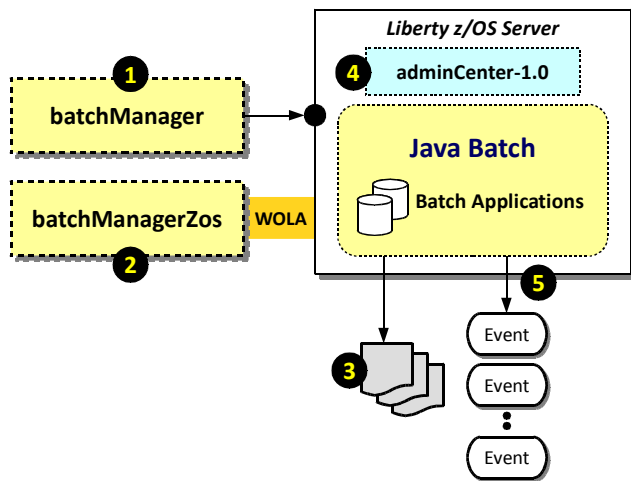 Liberty z/OS Server
1
4
adminCenter-1.0
batchManager
Java Batch
Batch Applications
batchManagerZos
WOLA
2
5
Event
3
Event
Event